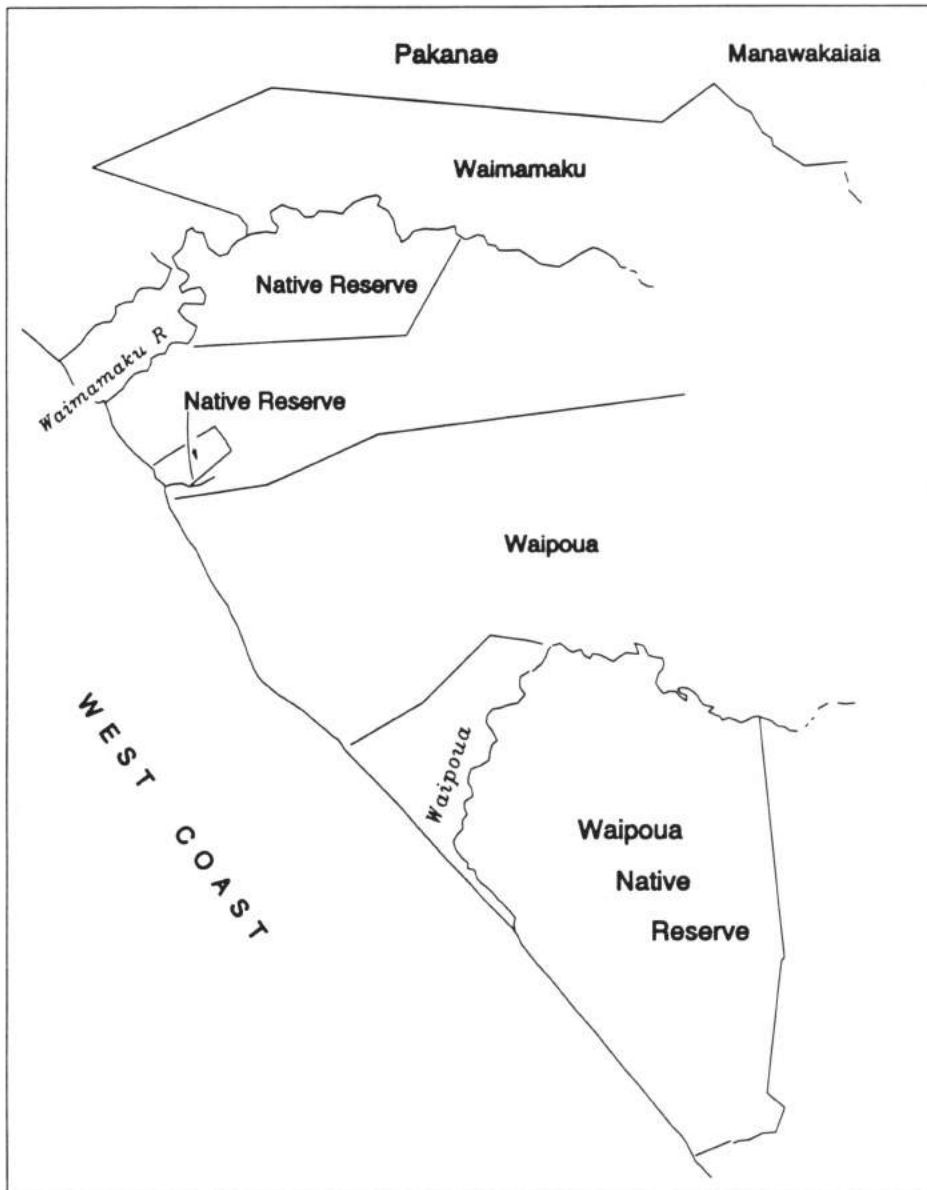 Pakanae
Manawakaiaia
Waimamaku
Native Reserve
Waimamaku R
Native Reserve
Waipoua
Waipoua
WEST COAST
Waipoua
Native
Reserve